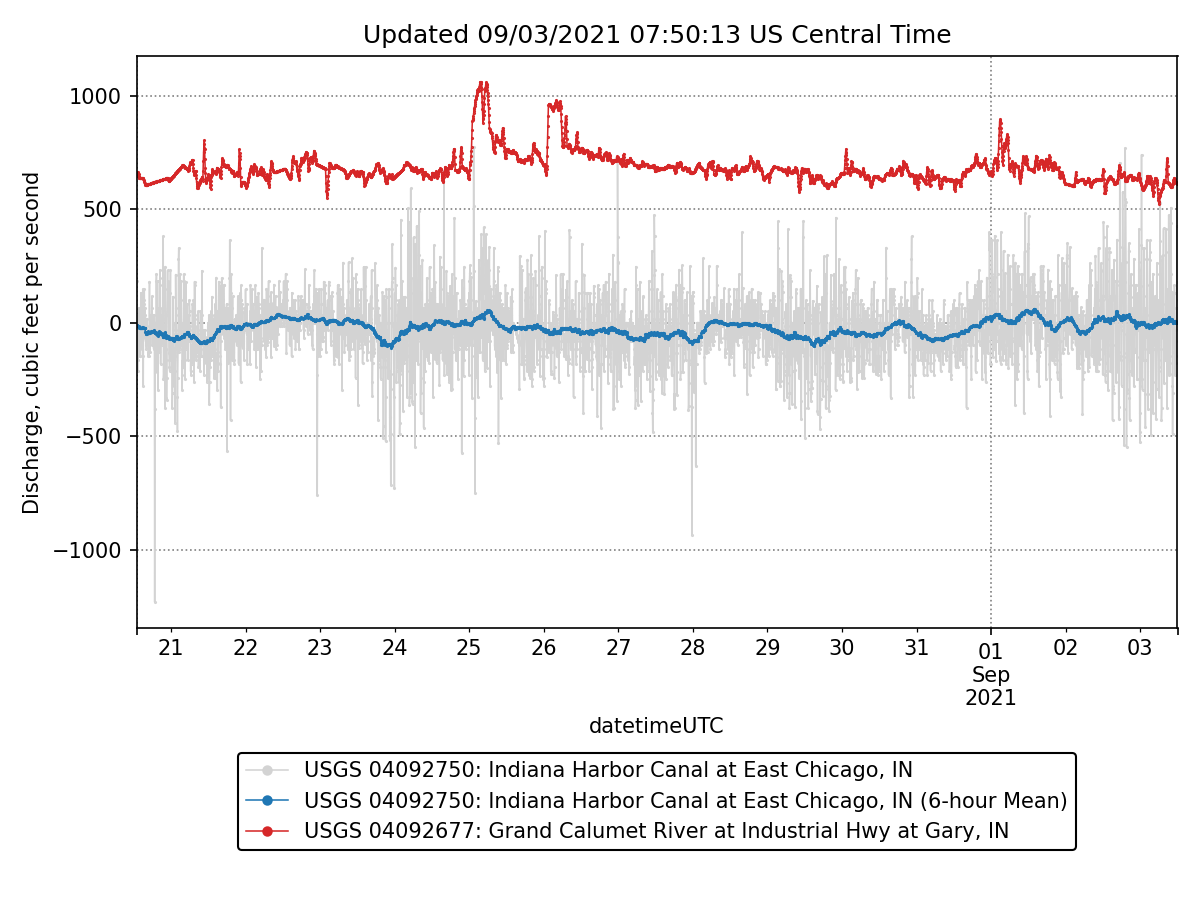 Updated 09/03/2021 07:50:13 US Central Time
Discharge, cubic feet per second
1000
500
0
−500
−1000
21 22 23 24 25 26 27 28 29 30 31 01 02 03
Sep
2021
datetimeUTC
USGS 04092750: Indiana Harbor Canal at East Chicago, IN
USGS 04092750: Indiana Harbor Canal at East Chicago, IN (6-hour Mean)
USGS 04092677: Grand Calumet River at Industrial Hwy at Gary, IN